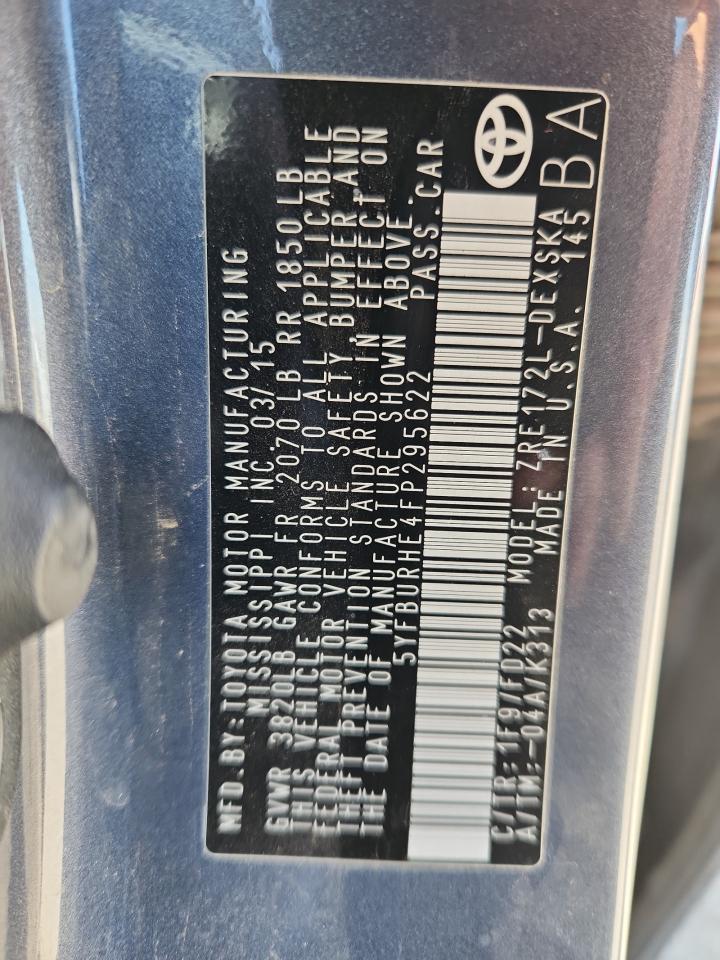 MFD.BY:TOYOTA MOTOR MANUFACTURING
MISSISSIPPI INC.03/15
GVWR 3820LB GAWR FR 2070LB RR 1850LB
THIS VEHICLE CONFORMS TO ALL APPLICABLE
FEDERAL MOTOR VEHICLE SAFETY, BUMPER, AND
THEFT PREVENTION STANDARDS IN EFFECT ON
THE DATE OF MANUFACTURE SHOWN ABOVE.
5YFBURHE4FP295622 PASS.CAR
C/TR:1F9/FD22 MODEL:ZRE172L-DEXSKA
A/TM:-04A/K313 MADE IN U.S.A. 145
BA